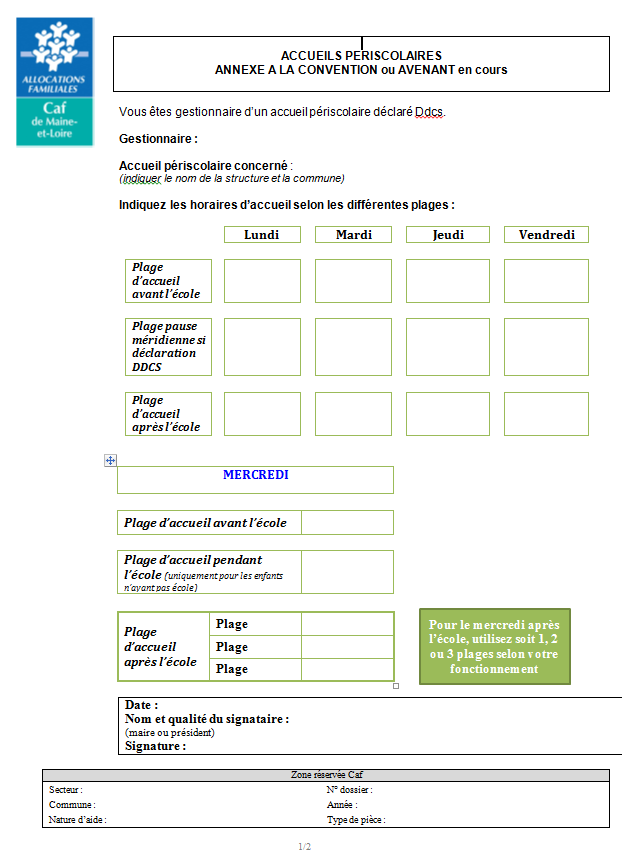 ALLOCATIONS
FAMILIALES
Caf
de Maine-
et-Loire
ACCUEILS PERISCOLAIRES
ANNEXE A LA CONVENTION ou AVENANT en cours
Vous êtes gestionnaire d'un accueil périscolaire déclaré Ddcs.
Gestionnaire :
Accueil périscolaire concerné :
(indiquer le nom de la structure et la commune)
Indiquez les horaires d'accueil selon les différentes plages :
Lundi Mardi Jeudi Vendredi
Plage
d'accueil
avant l'école
Plage pause
méridienne si
déclaration
DDCS
Plage
d'accueil
après l'école
MERCREDI
Plage d'accueil avant l'école
Plage d'accueil pendant
l'école (uniquement pour les enfants
n'ayant pas école)
Plage
d'accueil
après l'école
Plage
Plage
Plage
Pour le mercredi après
l'école, utilisez soit 1, 2
ou 3 plages selon votre
fonctionnement
Date :
Nom et qualité du signataire :
(maire ou président)
Signature :
Zone réservée Caf
Secteur : N° dossier :
Commune : Année :
Nature d'aide : Type de pièce :
1/2